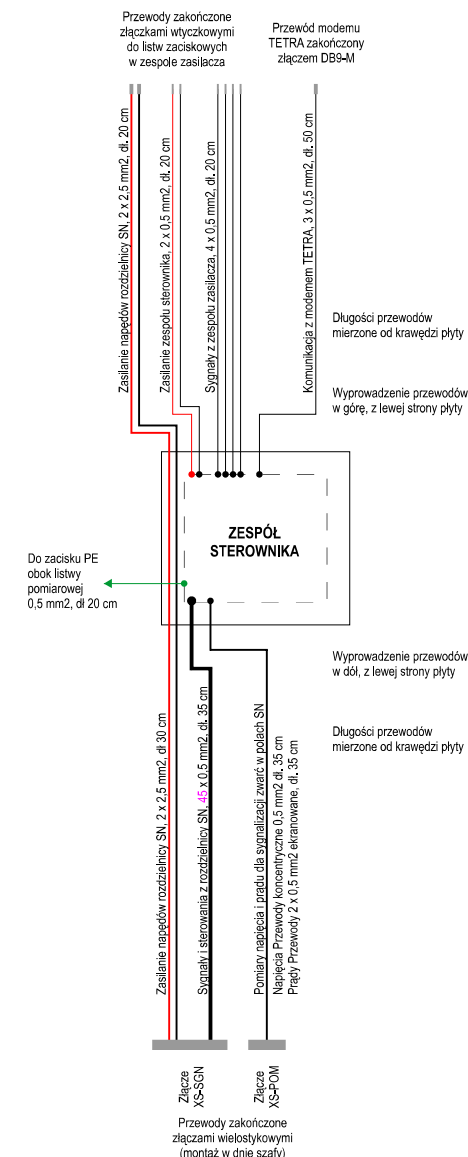 Przewody zakończone
złączkami wtyczkowymi
do listw zaciskowych
w zespole zasilacza
Przewód modemu
TETRA zakończony
złączem DB9-M
Zasilanie napędów rozdzielnicy SN, 2 x 2,5 mm2, dł. 20 cm
Zasilanie zespołu sterownika, 2 x 0,5 mm2, dł. 20 cm
Sygnały z zespołu zasilacza, 4 x 0,5 mm2, dł. 20 cm
Komunikacja z modemem TETRA, 3 x 0,5 mm2, dł. 50 cm
Długości przewodów
mierzone od krawędzi płyty
Wyprowadzenie przewodów
w górę, z lewej strony płyty
ZESPÓŁ
STEROWNIKA
Do zacisku PE
obok listwy
pomiarowej
0,5 mm2, dł 20 cm
Wyprowadzenie przewodów
w dół, z lewej strony płyty
Długości przewodów
mierzone od krawędzi płyty
Zasilanie napędów rozdzielnicy SN, 2 x 2,5 mm2, dł 30 cm
Sygnały i sterowania z rozdzielnicy SN, 45 x 0,5 mm2, dł. 35 cm
Pomiary napięcia i prądu dla sygnalizacji zwarć w polach SN
Napięcia Przewody koncentryczne 0,5 mm2 dł. 35 cm
Prądy Przewody 2 x 0,5 mm2 ekranowane, dł. 35 cm
Złącze
XS-SGN
Złącze
XS-POM
Przewody zakończone
złączami wielostykowymi
(montaż w dnie szafy)